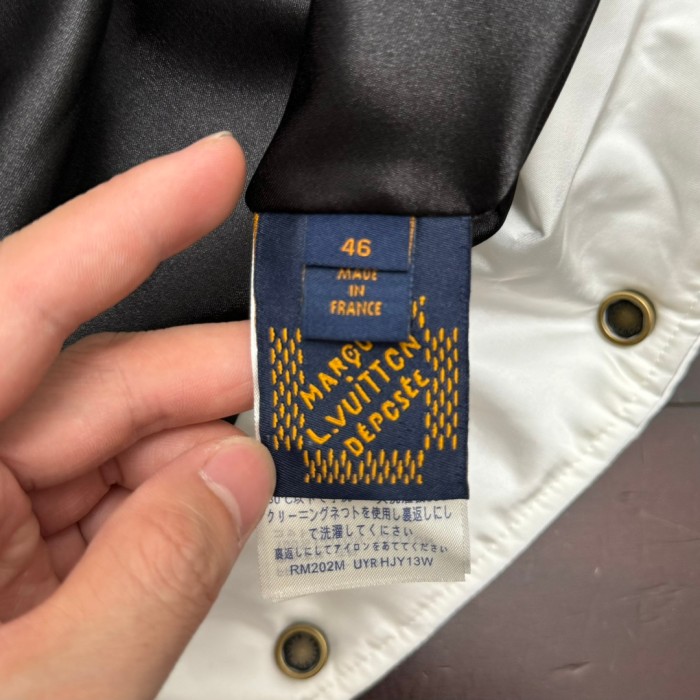 46
MADE
IN
FRANCE
MARQUE
L.VUITTON
DÉPOSÉE
クリーニングネットを使用し裏返しにし
て洗濯してください
裏返しにしてアイロンをあててください
RM202M UYR HJY13W